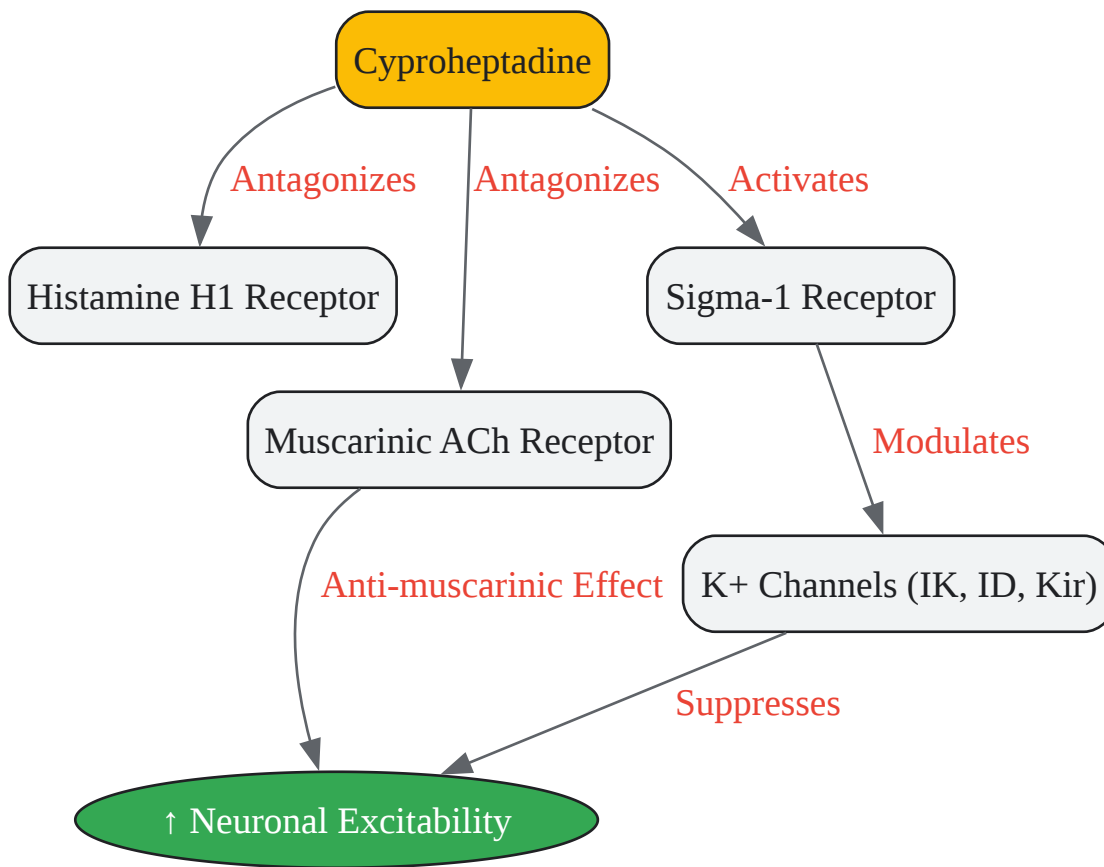 Cyproheptadine
Antagonizes
Antagonizes
Activates
Histamine H1 Receptor
Sigma-1 Receptor
Muscarinic ACh Receptor
Modulates
Anti-muscarinic Effect
K+ Channels (IK, ID, Kir)
Suppresses
↑ Neuronal Excitability